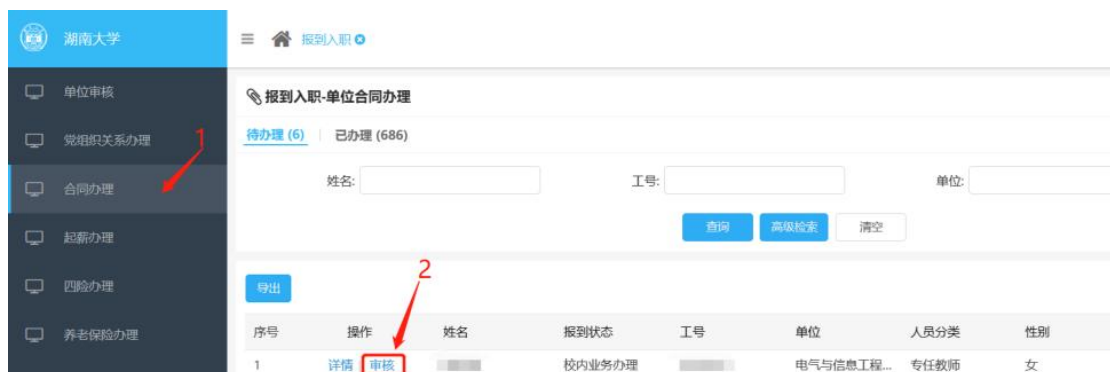 湖南大学
报到入职
单位审核
党组织关系办理
合同办理
起薪办理
四险办理
养老保险办理
1
报到入职-单位合同办理
待办理 (6) 已办理 (686)
姓名: 工号: 单位:
查询 高级检索 清空
导出
2
序号 操作 姓名 报到状态 工号 单位 人员分类 性别
1 详情 审核 校内业务办理 电气与信息工程... 专任教师 女